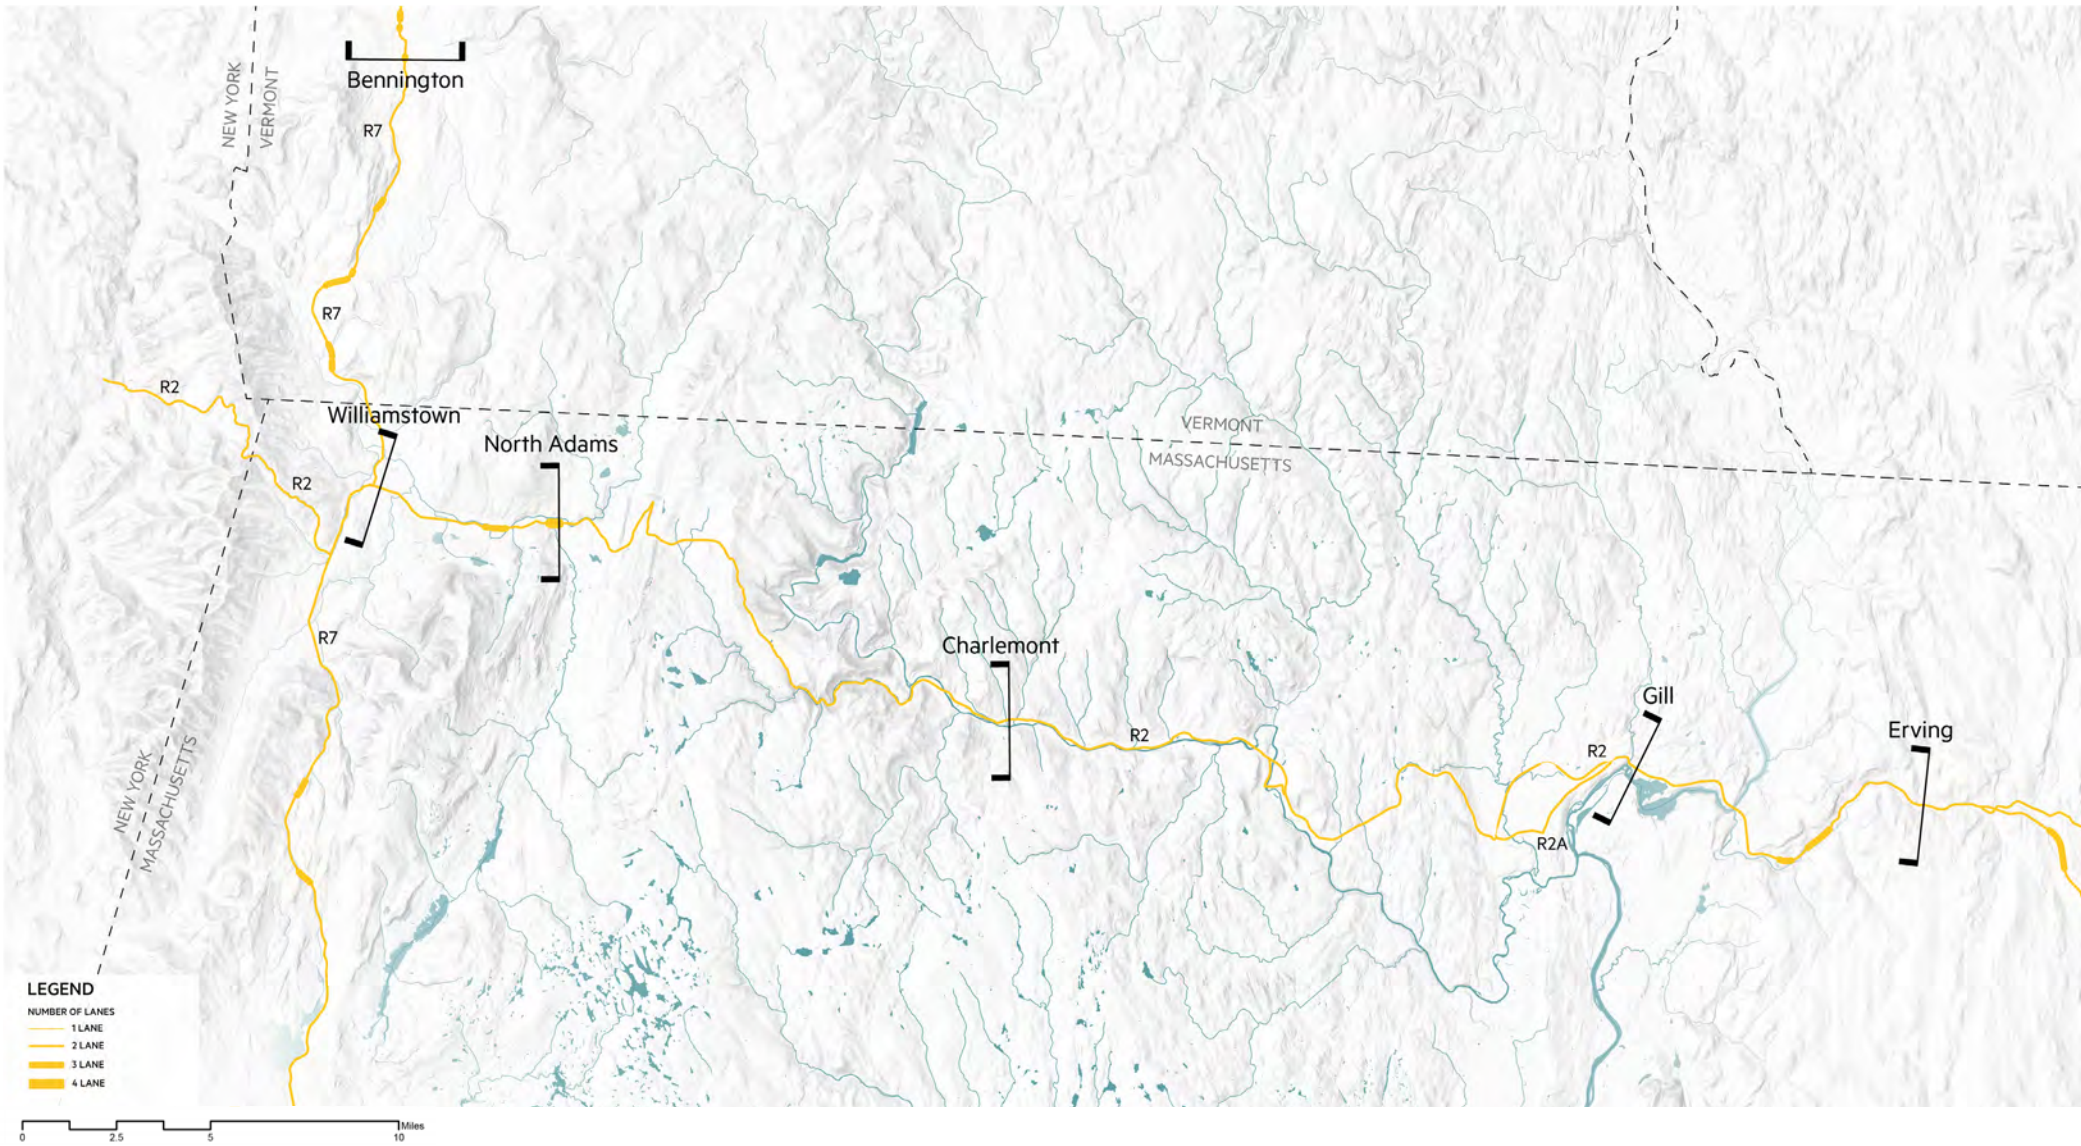 Bennington
NEW YORK
VERMONT
R7
R7
R2
Williamstown
North Adams
VERMONT
MASSACHUSETTS
R2
R7
Charlemont
Gill
Erving
R2
R2
R2A
NEW YORK
MASSACHUSETTS
LEGEND
NUMBER OF LANES
1 LANE
2 LANE
3 LANE
4 LANE
Miles
0 2.5 5 10